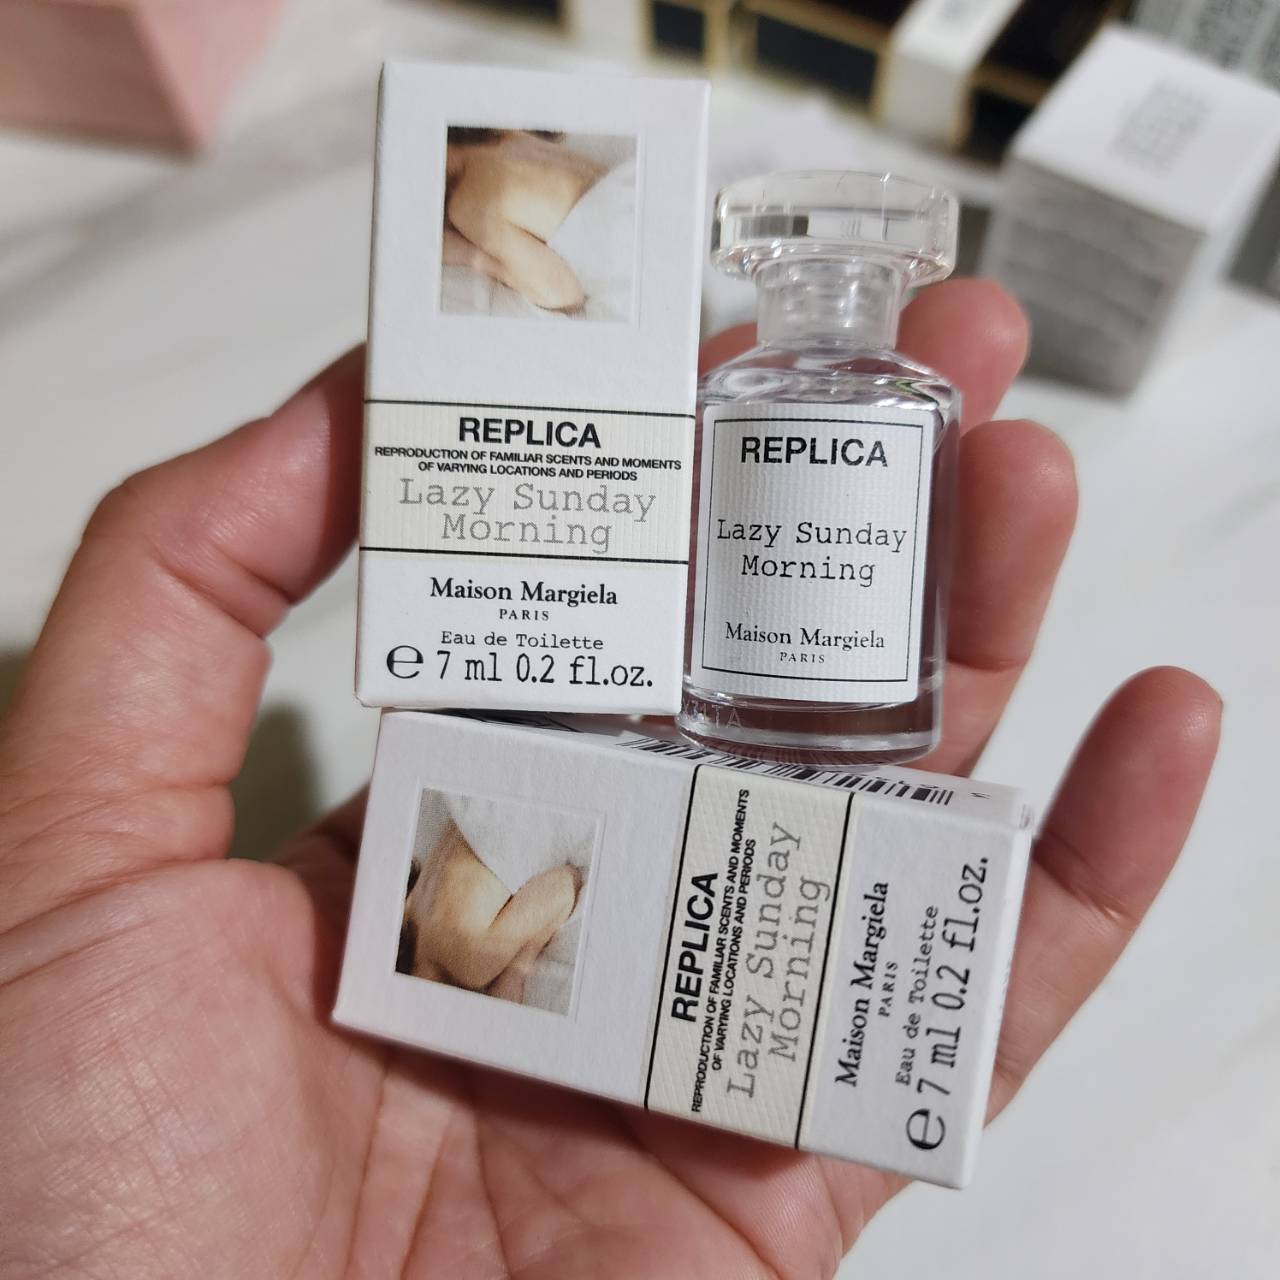 REPLICA
REPRODUCTION OF FAMILIAR SCENTS AND MOMENTS
OF VARYING LOCATIONS AND PERIODS
Lazy Sunday
Morning
Maison Margiela
PARIS
Eau de Toilette
℮ 7 ml 0.2 fl.oz.
REPLICA
Lazy Sunday
Morning
Maison Margiela
PARIS
REPLICA
REPRODUCTION OF FAMILIAR SCENTS AND MOMENTS
OF VARYING LOCATIONS AND PERIODS
Lazy Sunday
Morning
Maison Margiela
PARIS
Eau de Toilette
℮ 7 ml 0.2 fl.oz.